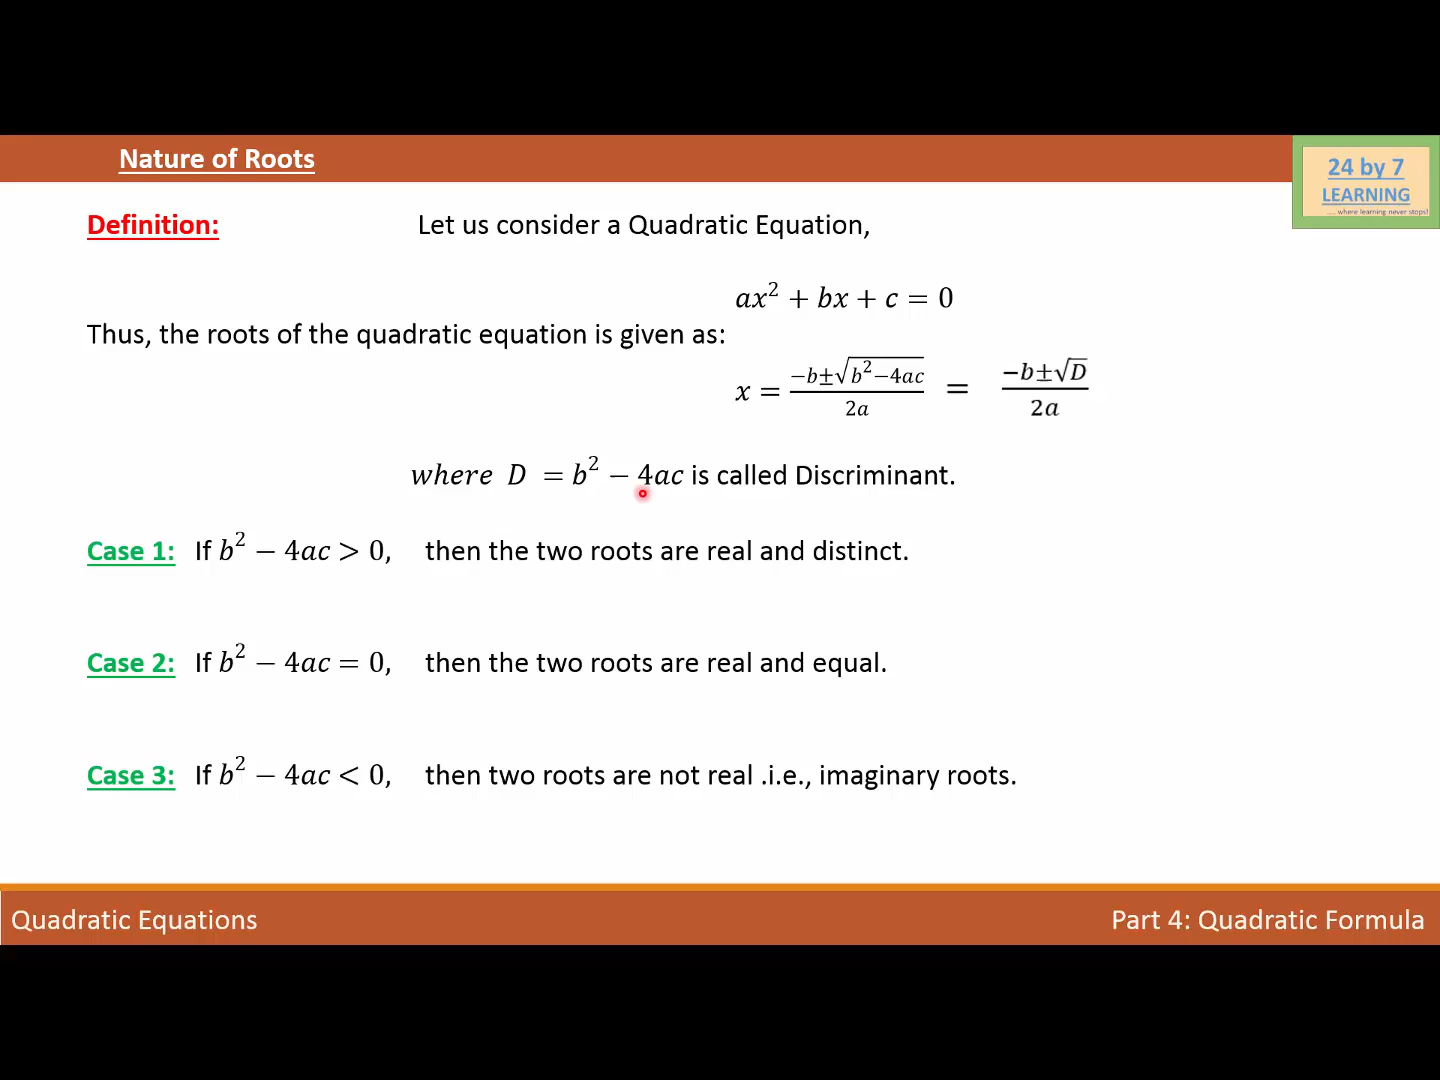 Nature of Roots
24 by 7
LEARNING
.... where learning never stops!
Definition: Let us consider a Quadratic Equation,
𝑎𝑥² + 𝑏𝑥 + 𝑐 = 0
Thus, the roots of the quadratic equation is given as:
𝑥 = (−𝑏±√(𝑏²−4𝑎𝑐))/(2𝑎) = (−𝑏±√𝐷)/(2𝑎)
where D = 𝑏² − 4𝑎𝑐 is called Discriminant.
Case 1: If 𝑏² − 4𝑎𝑐 > 0, then the two roots are real and distinct.
Case 2: If 𝑏² − 4𝑎𝑐 = 0, then the two roots are real and equal.
Case 3: If 𝑏² − 4𝑎𝑐 < 0, then two roots are not real .i.e., imaginary roots.
Quadratic Equations
Part 4: Quadratic Formula